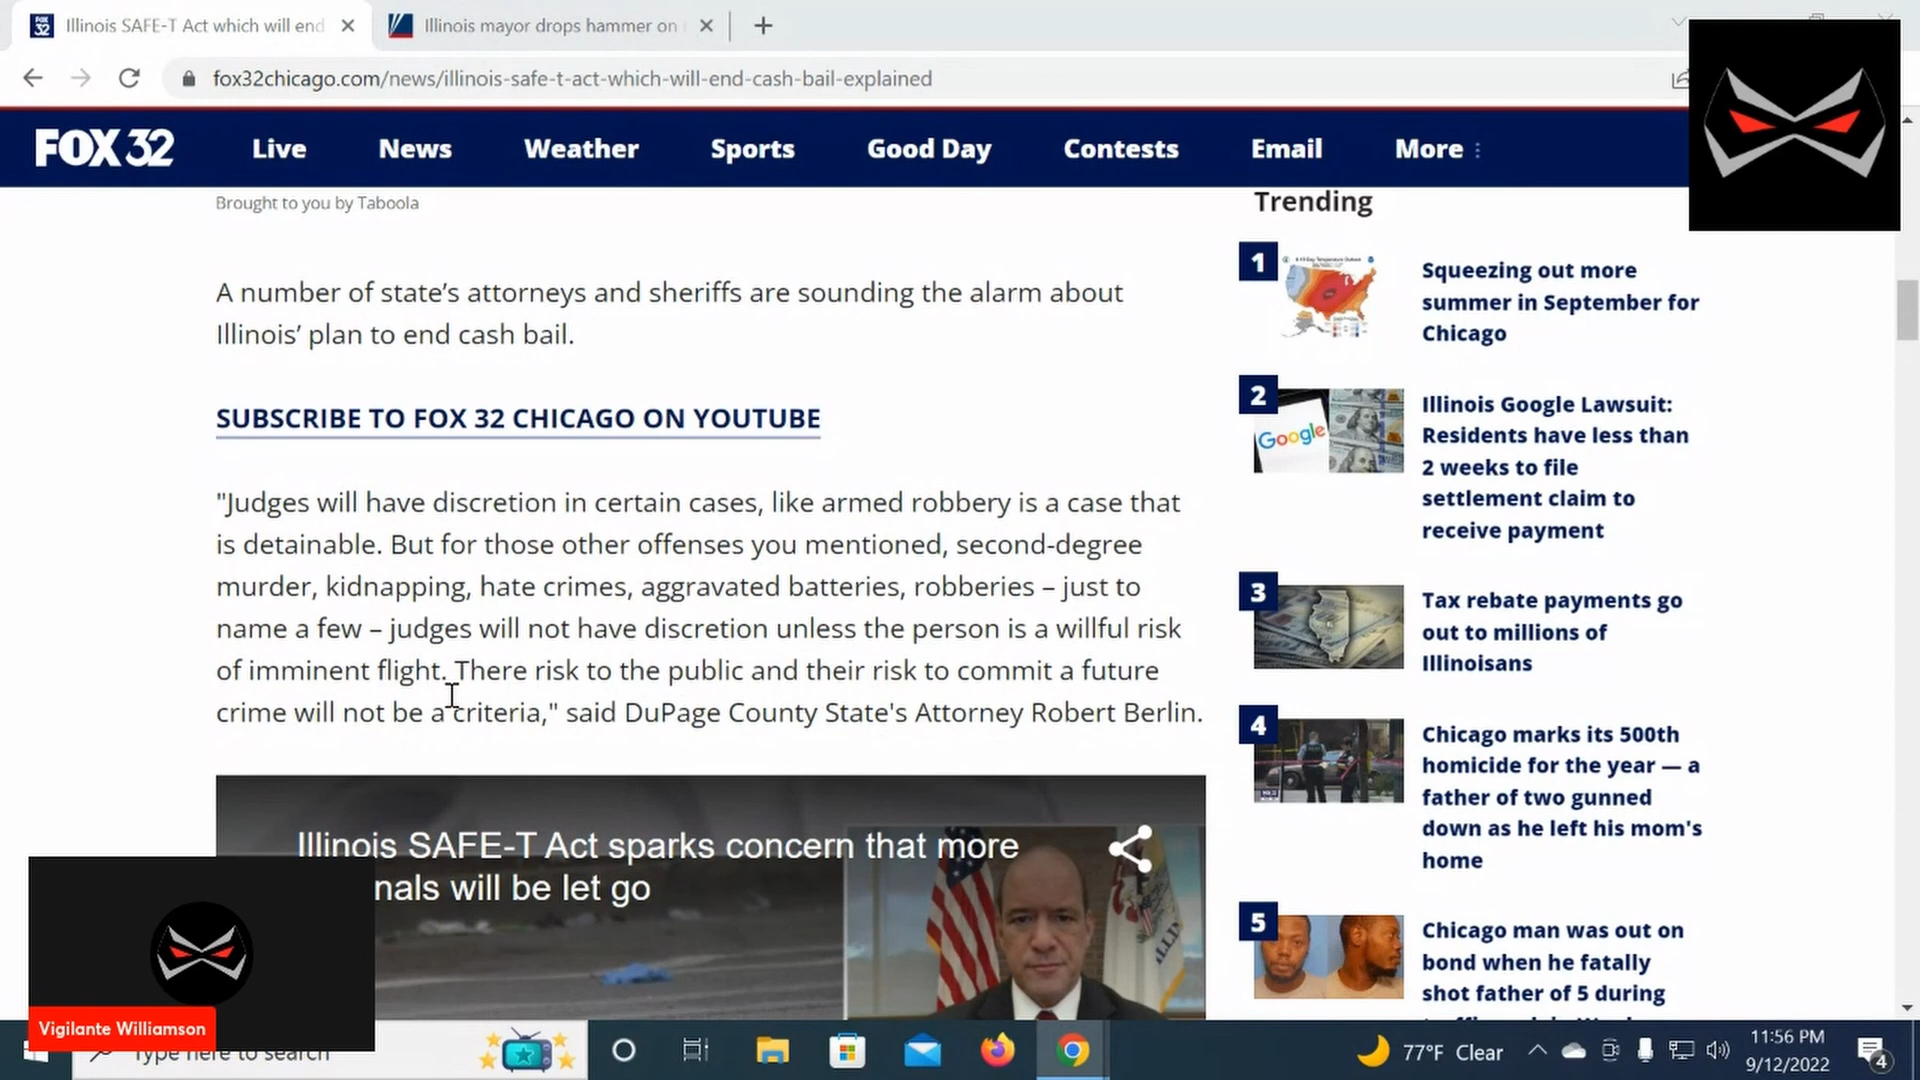 Illinois SAFE-T Act which will end
Illinois mayor drops hammer on
fox32chicago.com/news/illinois-safe-t-act-which-will-end-cash-bail-explained
FOX 32
Live
News
Weather
Sports
Good Day
Contests
Email
More
Brought to you by Taboola
A number of state's attorneys and sheriffs are sounding the alarm about
Illinois' plan to end cash bail.
SUBSCRIBE TO FOX 32 CHICAGO ON YOUTUBE
"Judges will have discretion in certain cases, like armed robbery is a case that
is detainable. But for those other offenses you mentioned, second-degree
murder, kidnapping, hate crimes, aggravated batteries, robberies – just to
name a few – judges will not have discretion unless the person is a willful risk
of imminent flight. There risk to the public and their risk to commit a future
crime will not be a criteria," said DuPage County State's Attorney Robert Berlin.
Illinois SAFE-T Act sparks concern that more
nals will be let go
Trending
1
Squeezing out more
summer in September for
Chicago
2
Google
Illinois Google Lawsuit:
Residents have less than
2 weeks to file
settlement claim to
receive payment
3
Tax rebate payments go
out to millions of
Illinoisans
4
Chicago marks its 500th
homicide for the year — a
father of two gunned
down as he left his mom's
home
5
Chicago man was out on
bond when he fatally
shot father of 5 during
Vigilante Williamson
Type here to search
77°F Clear
11:56 PM
9/12/2022
4